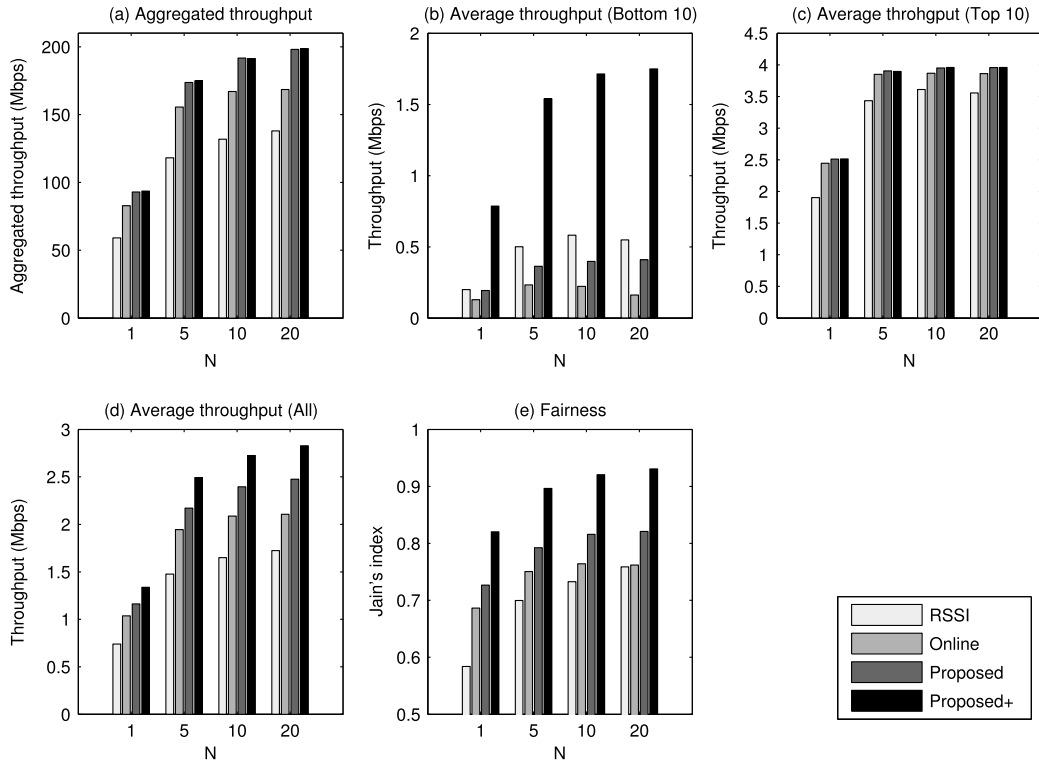 (a) Aggregated throughput
Aggregated throughput (Mbps)
200
150
100
50
0
1 5 10 20
N
(b) Average throughput (Bottom 10)
Throughput (Mbps)
2
1.5
1
0.5
0
1 5 10 20
N
(c) Average throhgput (Top 10)
Throughput (Mbps)
4.5
4
3.5
3
2.5
2
1.5
1
0.5
0
1 5 10 20
N
(d) Average throughput (All)
Throughput (Mbps)
3
2.5
2
1.5
1
0.5
0
1 5 10 20
N
(e) Fairness
Jain's index
1
0.9
0.8
0.7
0.6
0.5
1 5 10 20
N
RSSI
Online
Proposed
Proposed+